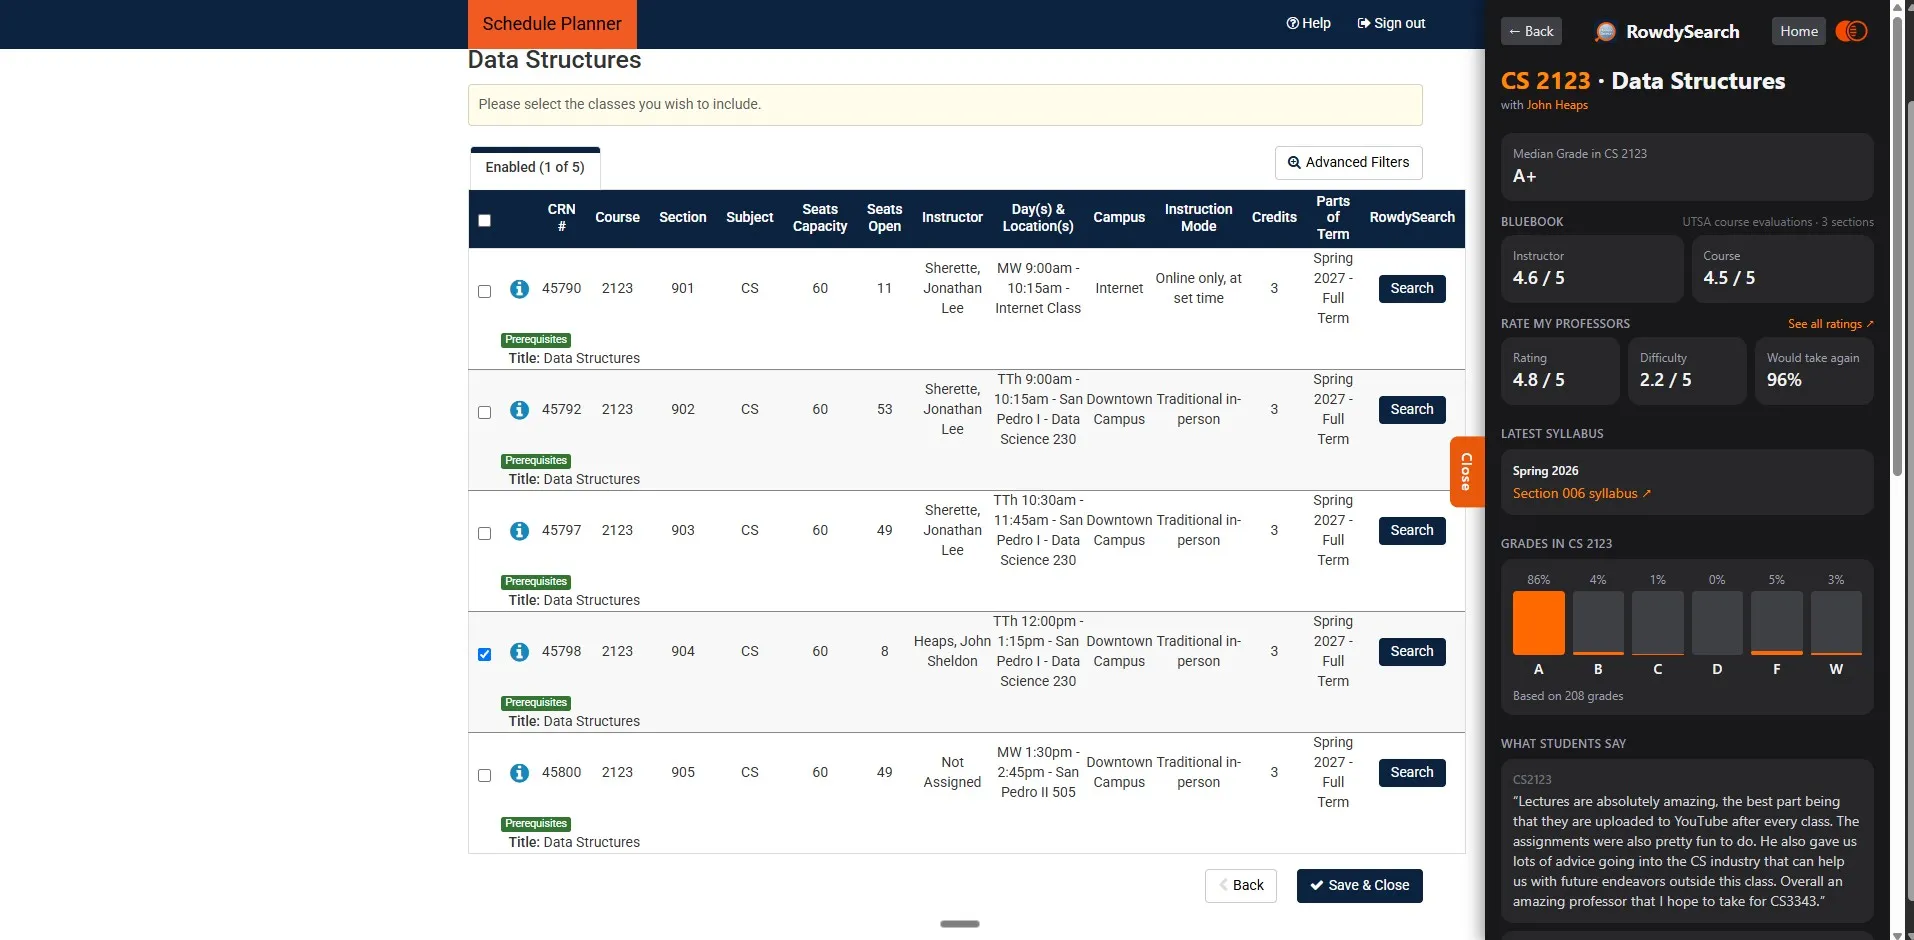 Schedule Planner
Help
Sign out
Data Structures
Please select the classes you wish to include.
Enabled (1 of 5)
Advanced Filters
CRN #
Course
Section
Subject
Seats Capacity
Seats Open
Instructor
Day(s) & Location(s)
Campus
Instruction Mode
Credits
Parts of Term
RowdySearch
45790
2123
901
CS
60
11
Sherette, Jonathan Lee
MW 9:00am - 10:15am - Internet Class
Internet
Online only, at set time
3
Spring 2027 - Full Term
Search
Prerequisites
Title: Data Structures
45792
2123
902
CS
60
53
Sherette, Jonathan Lee
TTh 9:00am - 10:15am - San Pedro I - Data Science 230
Downtown Campus
Traditional in-person
3
Spring 2027 - Full Term
Search
Prerequisites
Title: Data Structures
45797
2123
903
CS
60
49
Sherette, Jonathan Lee
TTh 10:30am - 11:45am - San Pedro I - Data Science 230
Downtown Campus
Traditional in-person
3
Spring 2027 - Full Term
Search
Prerequisites
Title: Data Structures
45798
2123
904
CS
60
8
Heaps, John Sheldon
TTh 12:00pm - 1:15pm - San Pedro I - Data Science 230
Downtown Campus
Traditional in-person
3
Spring 2027 - Full Term
Search
Prerequisites
Title: Data Structures
45800
2123
905
CS
60
49
Not Assigned
MW 1:30pm - 2:45pm - San Pedro II 505
Downtown Campus
Traditional in-person
3
Spring 2027 - Full Term
Search
Prerequisites
Title: Data Structures
Back
Save & Close
Close
← Back
RowdySearch
Home
CS 2123 · Data Structures
with John Heaps
Median Grade in CS 2123
A+
BLUEBOOK
UTSA course evaluations · 3 sections
Instructor
4.6 / 5
Course
4.5 / 5
RATE MY PROFESSORS
See all ratings ↗
Rating
4.8 / 5
Difficulty
2.2 / 5
Would take again
96%
LATEST SYLLABUS
Spring 2026
Section 006 syllabus ↗
GRADES IN CS 2123
86% 4% 1% 0% 5% 3%
A B C D F W
Based on 208 grades
WHAT STUDENTS SAY
CS2123
“Lectures are absolutely amazing, the best part being
that they are uploaded to YouTube after every class. The
assignments were also pretty fun to do. He also gave us
lots of advice going into the CS industry that can help
us with future endeavors outside this class. Overall an
amazing professor that I hope to take for CS3343.”